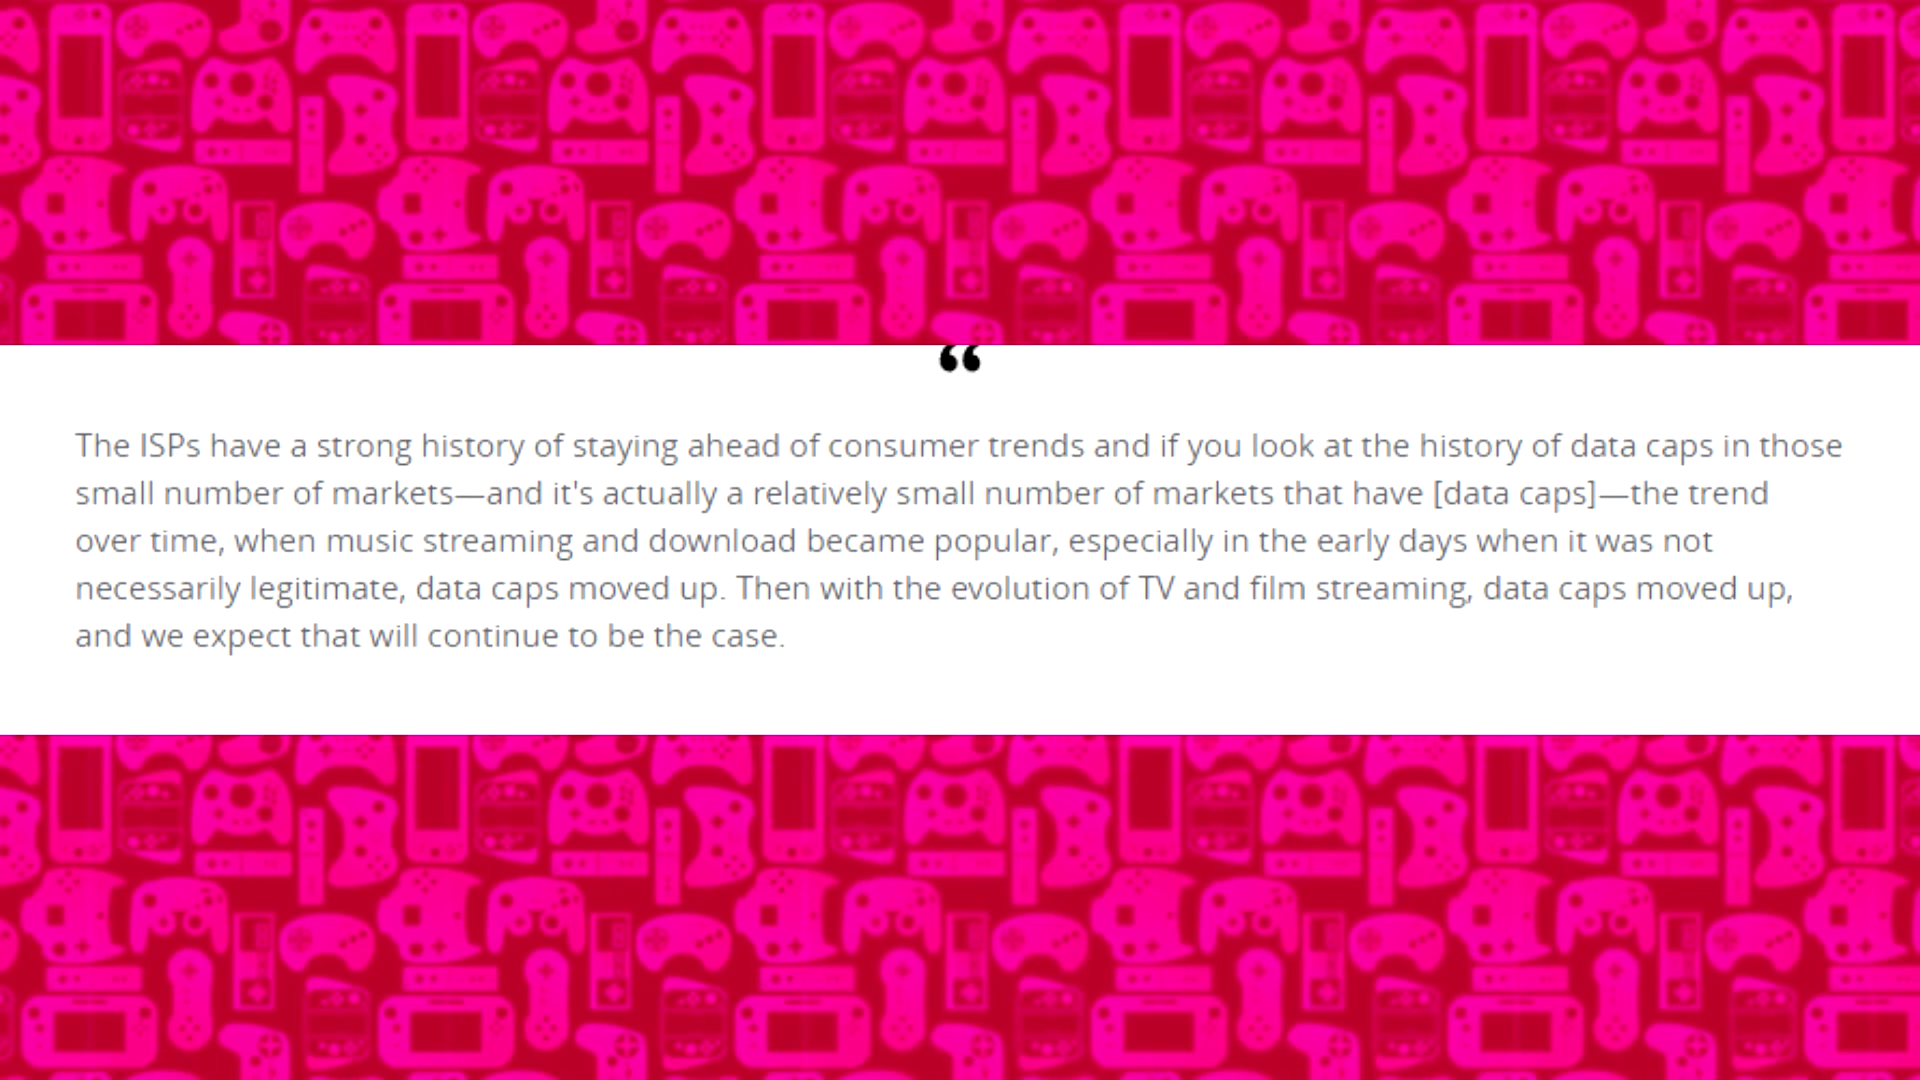 “
The ISPs have a strong history of staying ahead of consumer trends and if you look at the history of data caps in those
small number of markets—and it's actually a relatively small number of markets that have [data caps]—the trend
over time, when music streaming and download became popular, especially in the early days when it was not
necessarily legitimate, data caps moved up. Then with the evolution of TV and film streaming, data caps moved up,
and we expect that will continue to be the case.